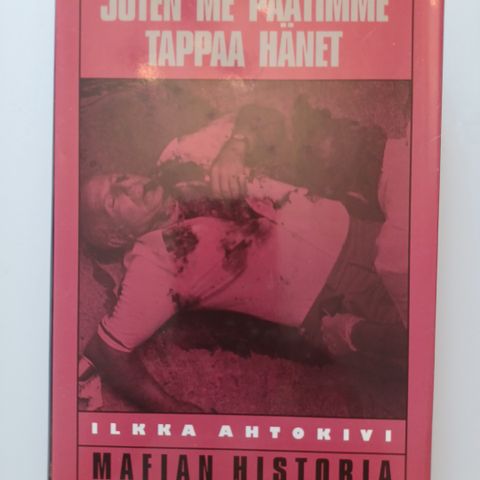 JOTEN ME PÄÄTIMME
TAPPAA HÄNET
ILKKA AHTOKIVI
MAFIAN HISTORIA